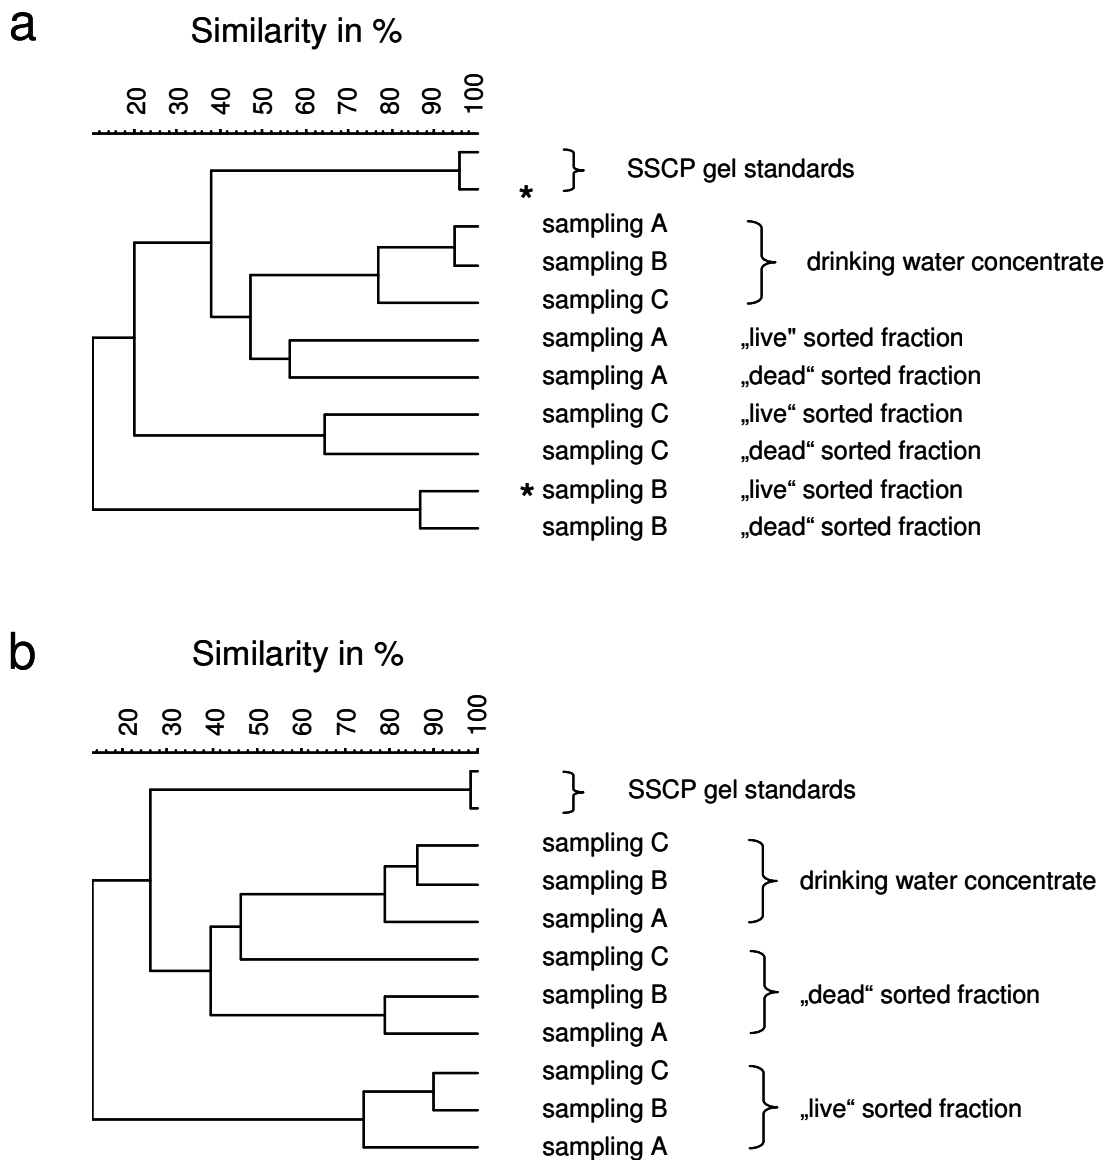 a
Similarity in %
20 30 40 50 60 70 80 90 100
SSCP gel standards
*
sampling A
sampling B drinking water concentrate
sampling C
sampling A „live" sorted fraction
sampling A „dead“ sorted fraction
sampling C „live“ sorted fraction
sampling C „dead“ sorted fraction
* sampling B „live“ sorted fraction
sampling B „dead“ sorted fraction
b
Similarity in %
20 30 40 50 60 70 80 90 100
SSCP gel standards
sampling C
sampling B drinking water concentrate
sampling A
sampling C
sampling B „dead“ sorted fraction
sampling A
sampling C
sampling B „live“ sorted fraction
sampling A